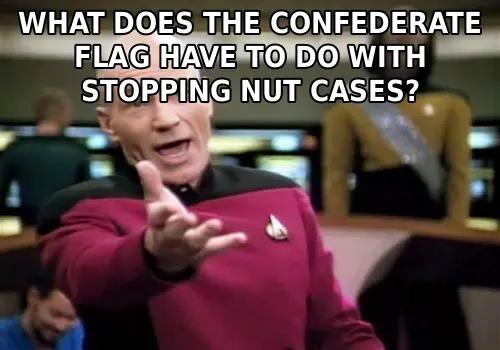 WHAT DOES THE CONFEDERATE
FLAG HAVE TO DO WITH
STOPPING NUT CASES?